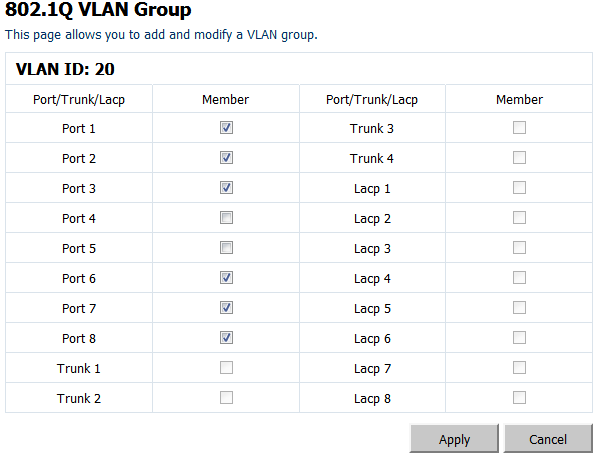 802.1Q VLAN Group
This page allows you to add and modify a VLAN group.
VLAN ID: 20
Port/Trunk/Lacp Member Port/Trunk/Lacp Member
Port 1 Trunk 3
Port 2 Trunk 4
Port 3 Lacp 1
Port 4 Lacp 2
Port 5 Lacp 3
Port 6 Lacp 4
Port 7 Lacp 5
Port 8 Lacp 6
Trunk 1 Lacp 7
Trunk 2 Lacp 8
Apply Cancel